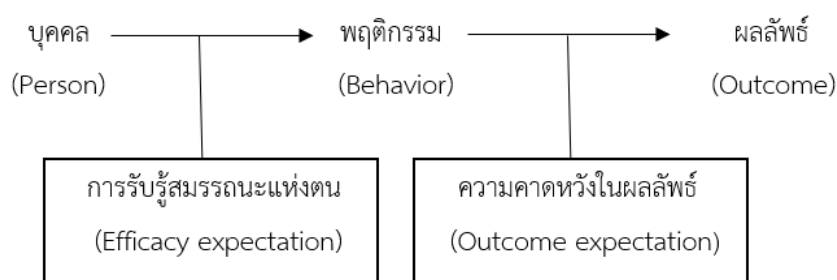 บุคคล พฤติกรรม ผลลัพธ์
(Person) (Behavior) (Outcome)
การรับรู้สมรรถนะแห่งตน ความคาดหวังในผลลัพธ์
(Efficacy expectation) (Outcome expectation)